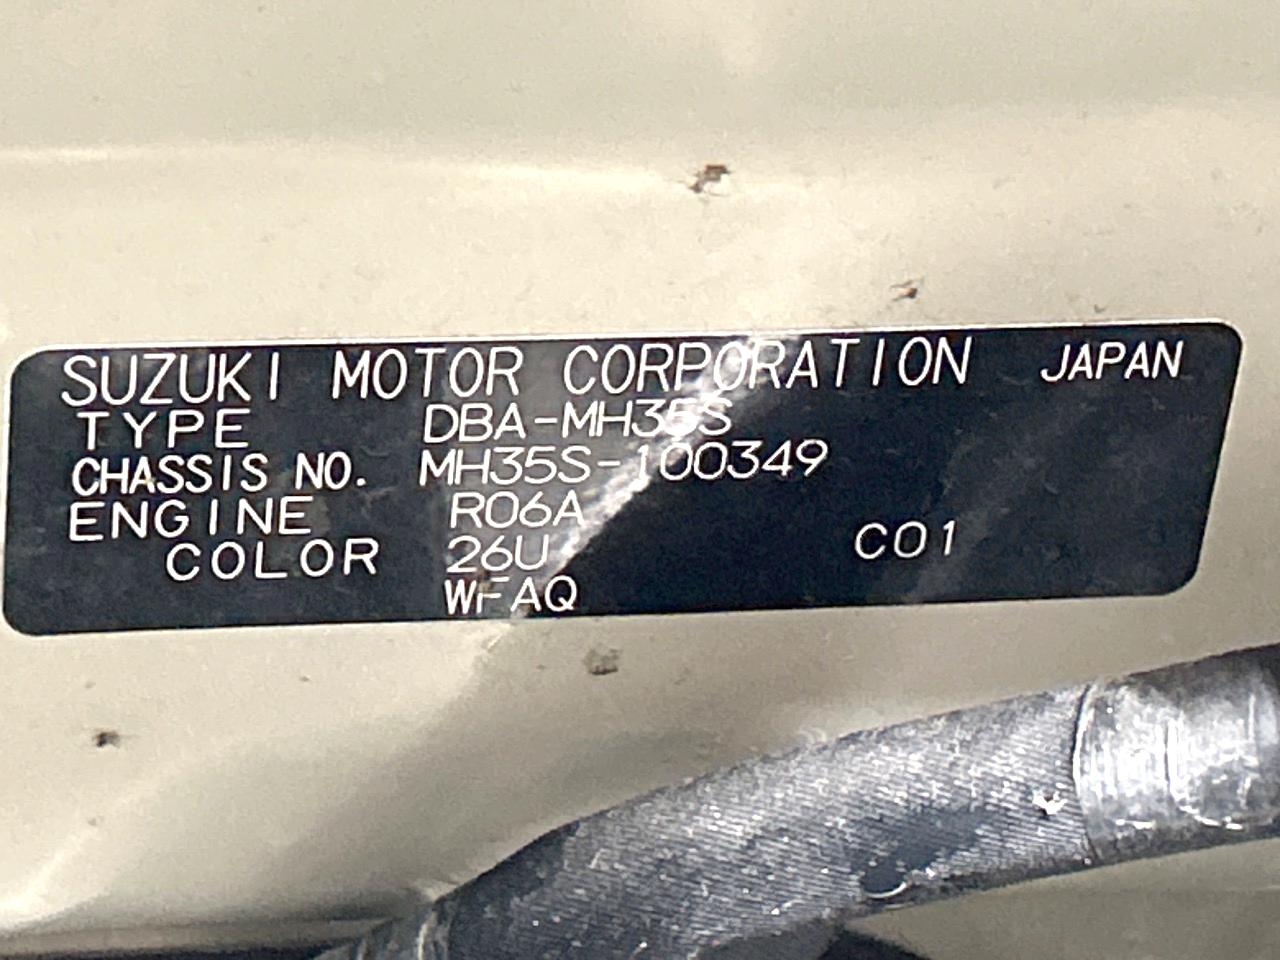 SUZUKI MOTOR CORPORATION JAPAN
TYPE DBA-MH35S
CHASSIS NO. MH35S-100349
ENGINE R06A
COLOR 26U C01
WFAQ